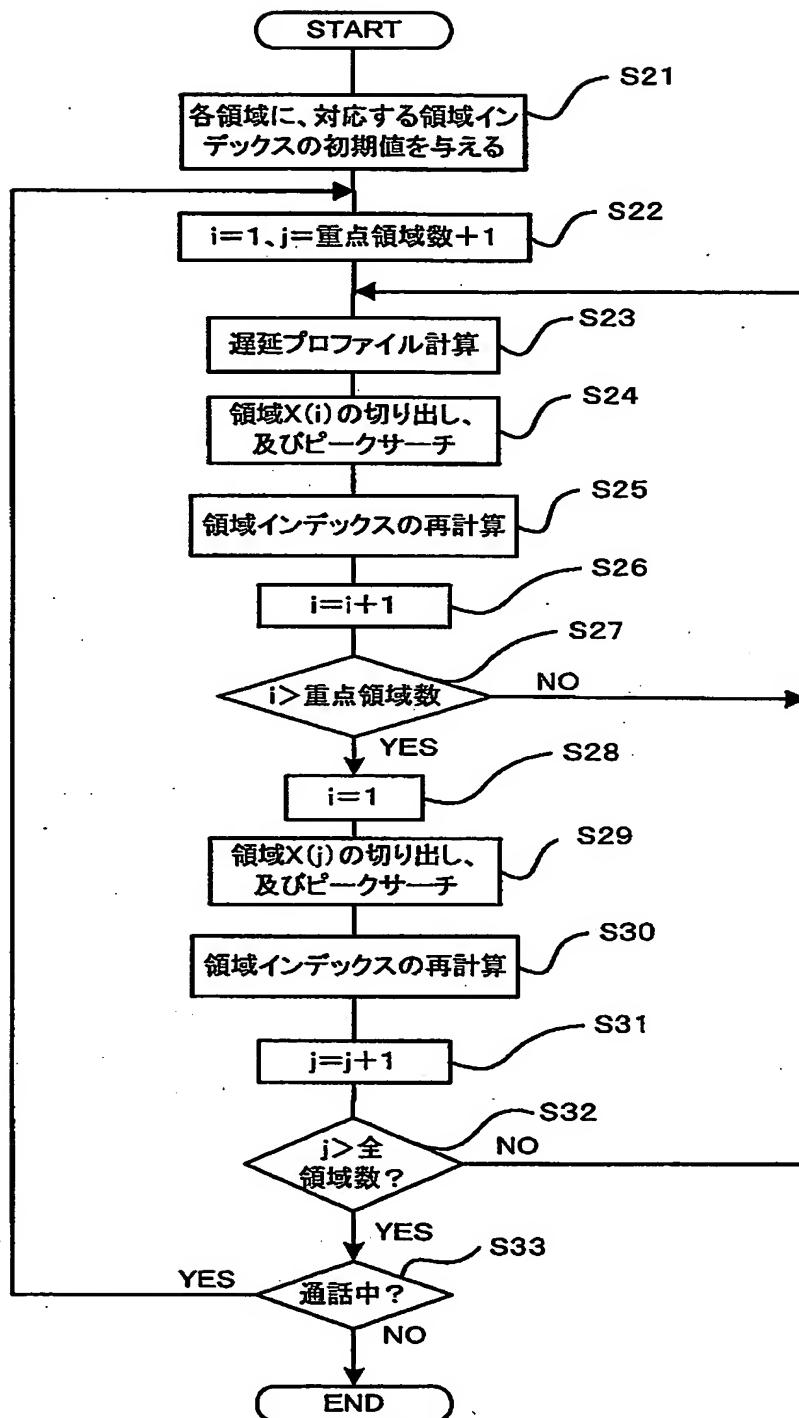 START
S21
各領域に、対応する領域イン
デックスの初期値を与える
S22
i=1、j=重点領域数+1
S23
遅延プロファイル計算
S24
領域X(i)の切り出し、
及びピークサーチ
S25
領域インデックスの再計算
S26
i=i+1
S27
i>重点領域数
NO
YES
S28
i=1
S29
領域X(j)の切り出し、
及びピークサーチ
S30
領域インデックスの再計算
S31
j=j+1
S32
j>全
領域数?
NO
YES
S33
YES
通話中?
NO
END